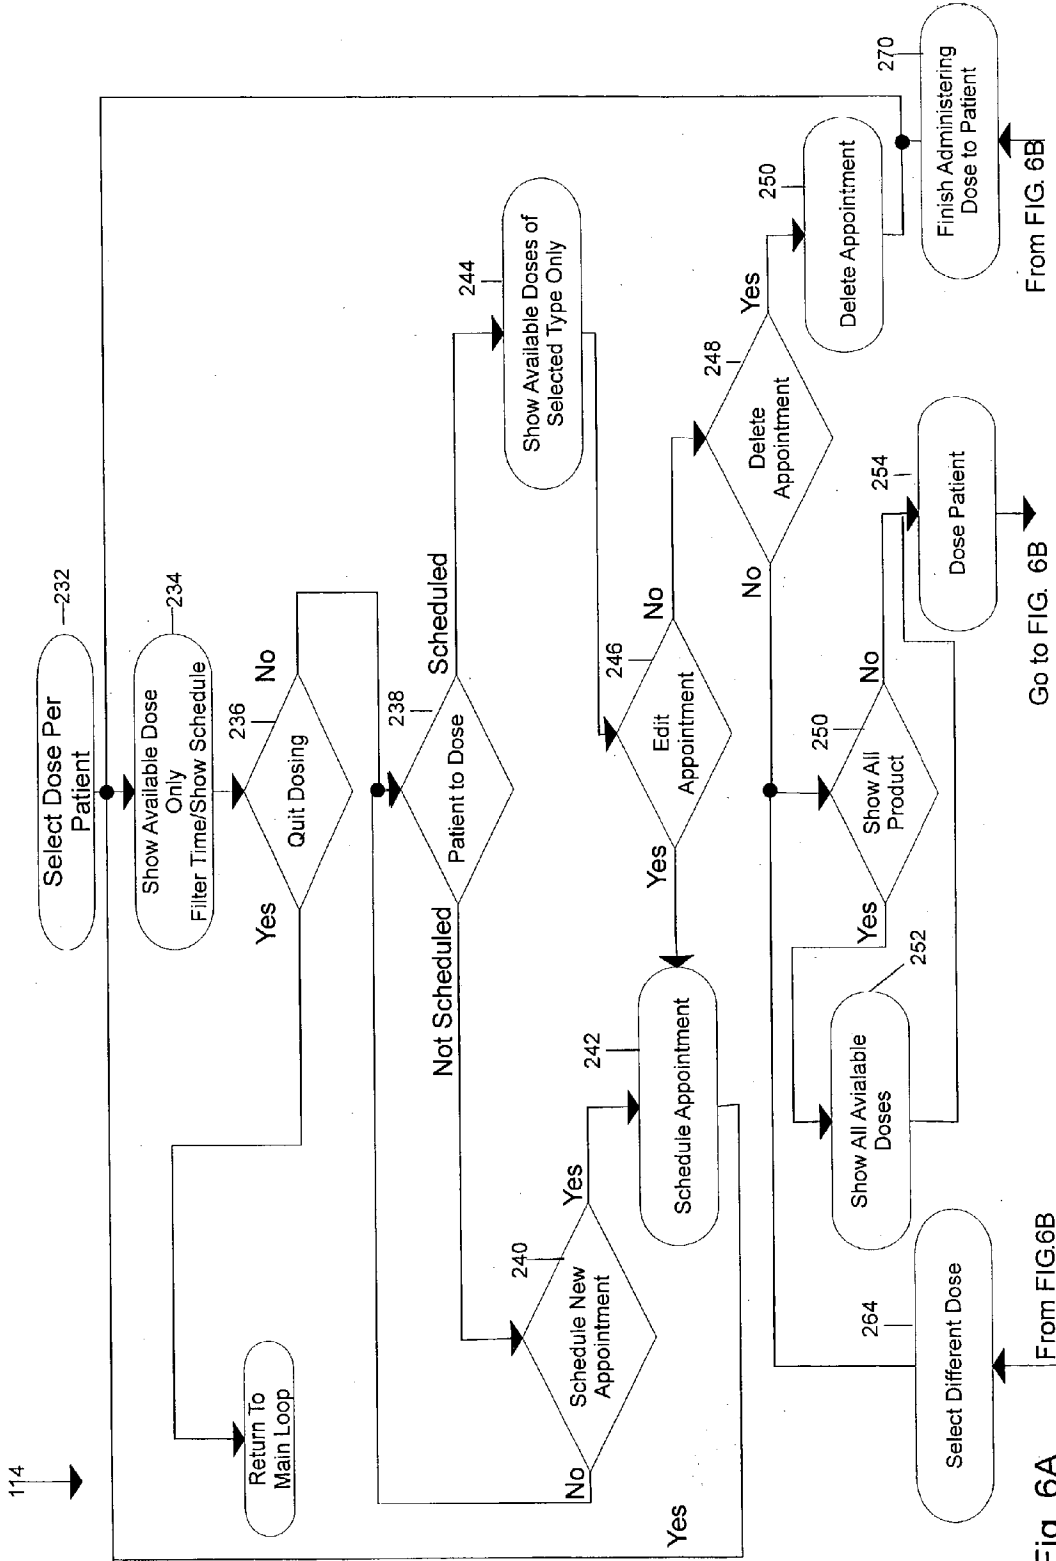 114
Select Dose Per
Patient
232
Show Available Dose
Only
Filter Time/Show Schedule
234
Quit Dosing
236
Yes
No
Return To
Main Loop
Patient to Dose
238
Not Scheduled
Scheduled
Schedule New
Appointment
240
No
Yes
Show Available Doses of
Selected Type Only
244
Schedule Appointment
242
Yes
Edit
Appointment
246
Yes
No
Delete
Appointment
248
No
Yes
Delete Appointment
250
Show All
Product
250
Yes
No
Show All Avialable
Doses
252
Dose Patient
254
Select Different Dose
264
Finish Administering
Dose to Patient
270
Fig. 6A
From FIG.6B
Go to FIG. 6B
From FIG. 6B